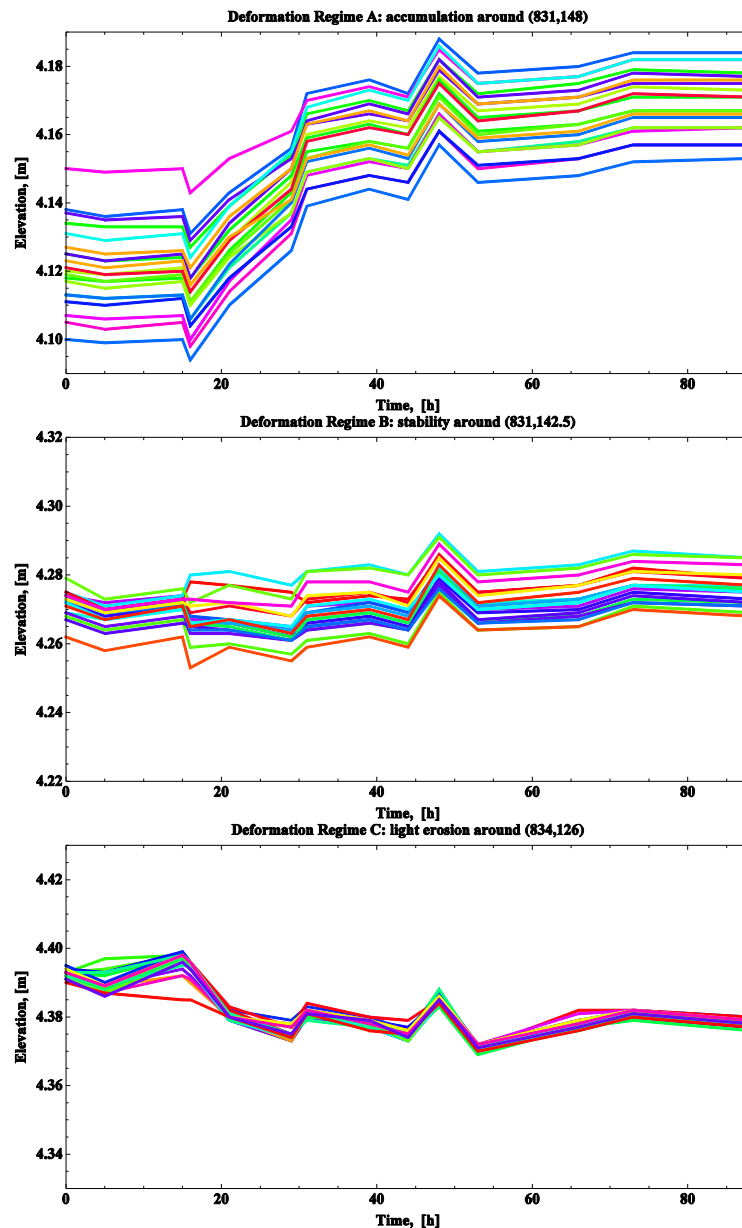 Deformation Regime A: accumulation around (831,148)
4.18
4.16
4.14
4.12
4.10
Elevation, [m]
0 20 40 60 80
Time, [h]
Deformation Regime B: stability around (831,142.5)
4.32
4.30
4.28
4.26
4.24
4.22
Elevation, [m]
0 20 40 60 80
Time, [h]
Deformation Regime C: light erosion around (834,126)
4.42
4.40
4.38
4.36
4.34
Elevation, [m]
0 20 40 60 80
Time, [h]